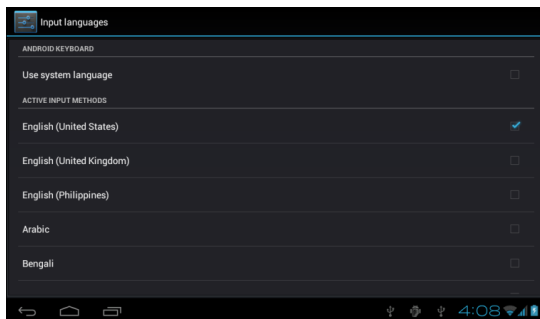 Input languages
ANDROID KEYBOARD
Use system language
ACTIVE INPUT METHODS
English (United States)
English (United Kingdom)
English (Philippines)
Arabic
Bengali
4:08